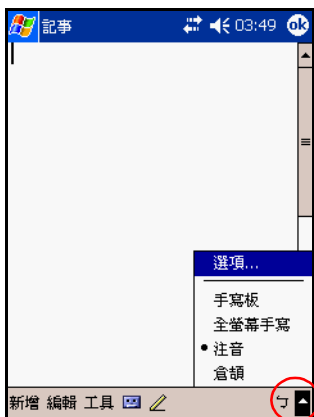 記事 03:49 ok
選項...
手寫板
全螢幕手寫
注音
倉頡
新增 編輯 工具 ㄅ